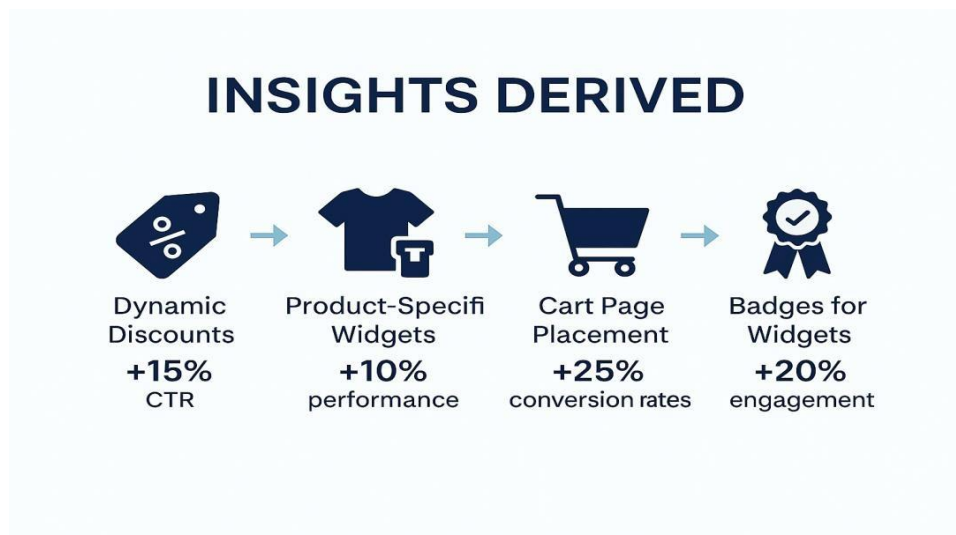 INSIGHTS DERIVED
Dynamic
Discounts
+15%
CTR
Product-Specifi
Widgets
+10%
performance
Cart Page
Placement
+25%
conversion rates
Badges for
Widgets
+20%
engagement